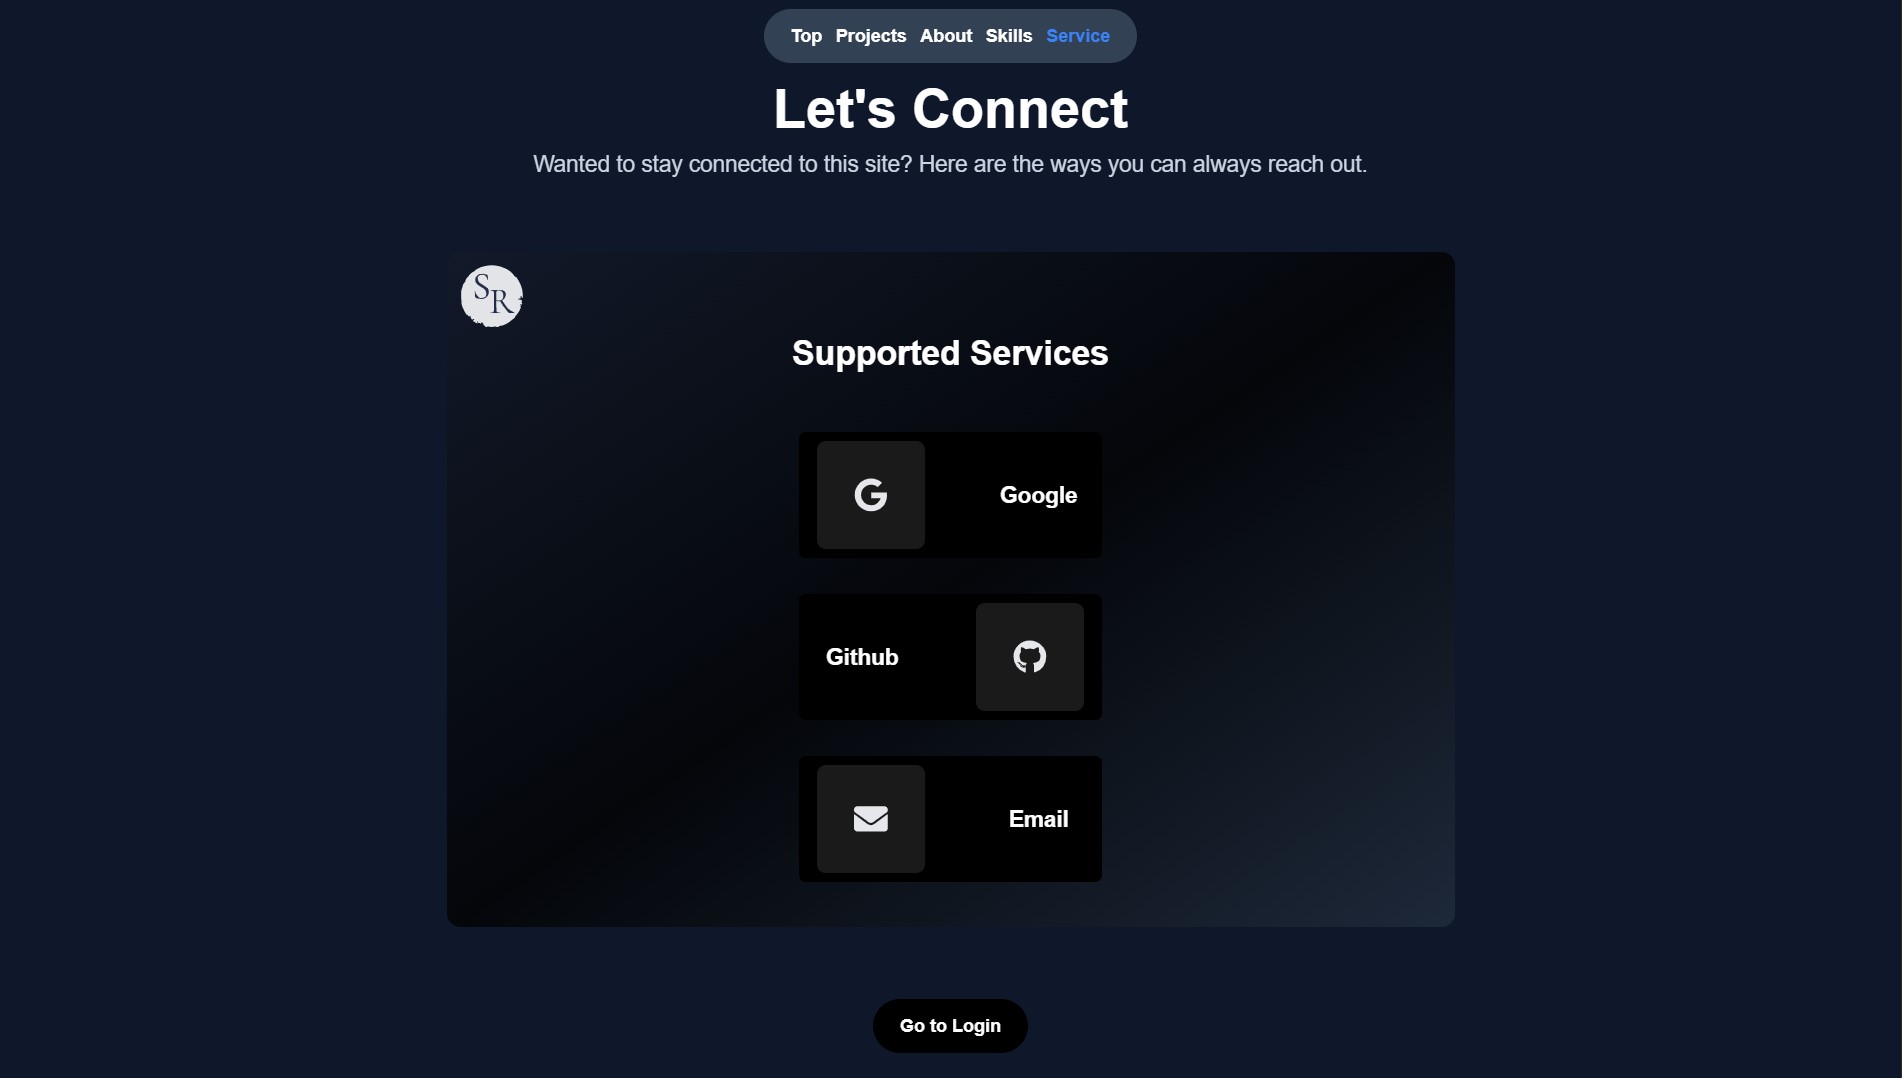 Top Projects About Skills Service
Let's Connect
Wanted to stay connected to this site? Here are the ways you can always reach out.
SR
Supported Services
Google
Github
Email
Go to Login